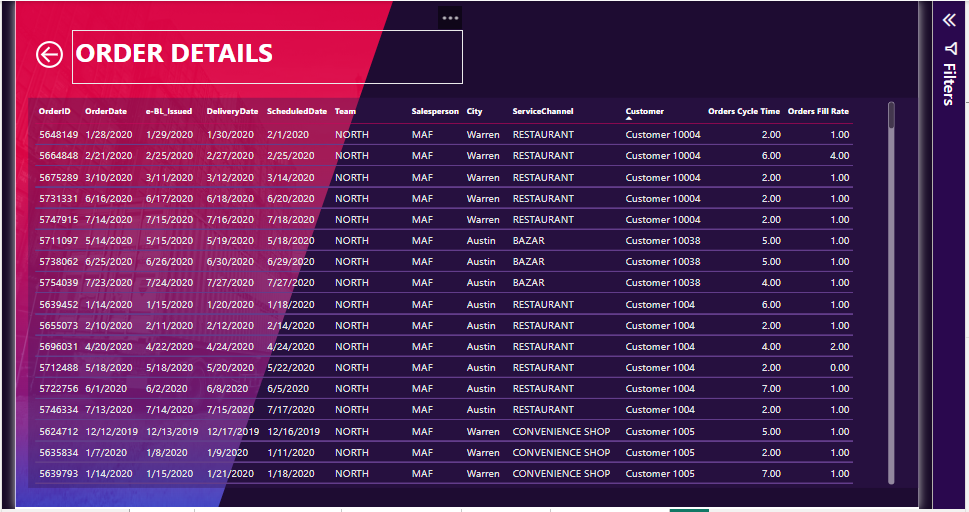 ORDER DETAILS
Filters
OrderID OrderDate e-BL_Issued DeliveryDate ScheduledDate Team Salesperson City ServiceChannel Customer Orders Cycle Time Orders Fill Rate
5648149 1/28/2020 1/29/2020 1/30/2020 2/1/2020 NORTH MAF Warren RESTAURANT Customer 10004 2.00 1.00
5664848 2/21/2020 2/25/2020 2/27/2020 2/25/2020 NORTH MAF Warren RESTAURANT Customer 10004 6.00 4.00
5675289 3/10/2020 3/11/2020 3/12/2020 3/14/2020 NORTH MAF Warren RESTAURANT Customer 10004 2.00 1.00
5731331 6/16/2020 6/17/2020 6/18/2020 6/20/2020 NORTH MAF Warren RESTAURANT Customer 10004 2.00 1.00
5747915 7/14/2020 7/15/2020 7/16/2020 7/18/2020 NORTH MAF Warren RESTAURANT Customer 10004 2.00 1.00
5711097 5/14/2020 5/15/2020 5/19/2020 5/18/2020 NORTH MAF Austin BAZAR Customer 10038 5.00 1.00
5738062 6/25/2020 6/26/2020 6/30/2020 6/29/2020 NORTH MAF Austin BAZAR Customer 10038 5.00 1.00
5754039 7/23/2020 7/24/2020 7/27/2020 7/27/2020 NORTH MAF Austin BAZAR Customer 10038 4.00 1.00
5639452 1/14/2020 1/15/2020 1/20/2020 1/18/2020 NORTH MAF Austin RESTAURANT Customer 1004 6.00 1.00
5655073 2/10/2020 2/11/2020 2/12/2020 2/14/2020 NORTH MAF Austin RESTAURANT Customer 1004 2.00 1.00
5696031 4/20/2020 4/22/2020 4/24/2020 4/24/2020 NORTH MAF Austin RESTAURANT Customer 1004 4.00 2.00
5712488 5/18/2020 5/18/2020 5/20/2020 5/22/2020 NORTH MAF Austin RESTAURANT Customer 1004 2.00 0.00
5722756 6/1/2020 6/2/2020 6/8/2020 6/5/2020 NORTH MAF Austin RESTAURANT Customer 1004 7.00 1.00
5746334 7/13/2020 7/14/2020 7/15/2020 7/17/2020 NORTH MAF Austin RESTAURANT Customer 1004 2.00 1.00
5624712 12/12/2019 12/13/2019 12/17/2019 12/16/2019 NORTH MAF Warren CONVENIENCE SHOP Customer 1005 5.00 1.00
5635834 1/7/2020 1/8/2020 1/9/2020 1/11/2020 NORTH MAF Warren CONVENIENCE SHOP Customer 1005 2.00 1.00
5639793 1/14/2020 1/15/2020 1/21/2020 1/18/2020 NORTH MAF Warren CONVENIENCE SHOP Customer 1005 7.00 1.00